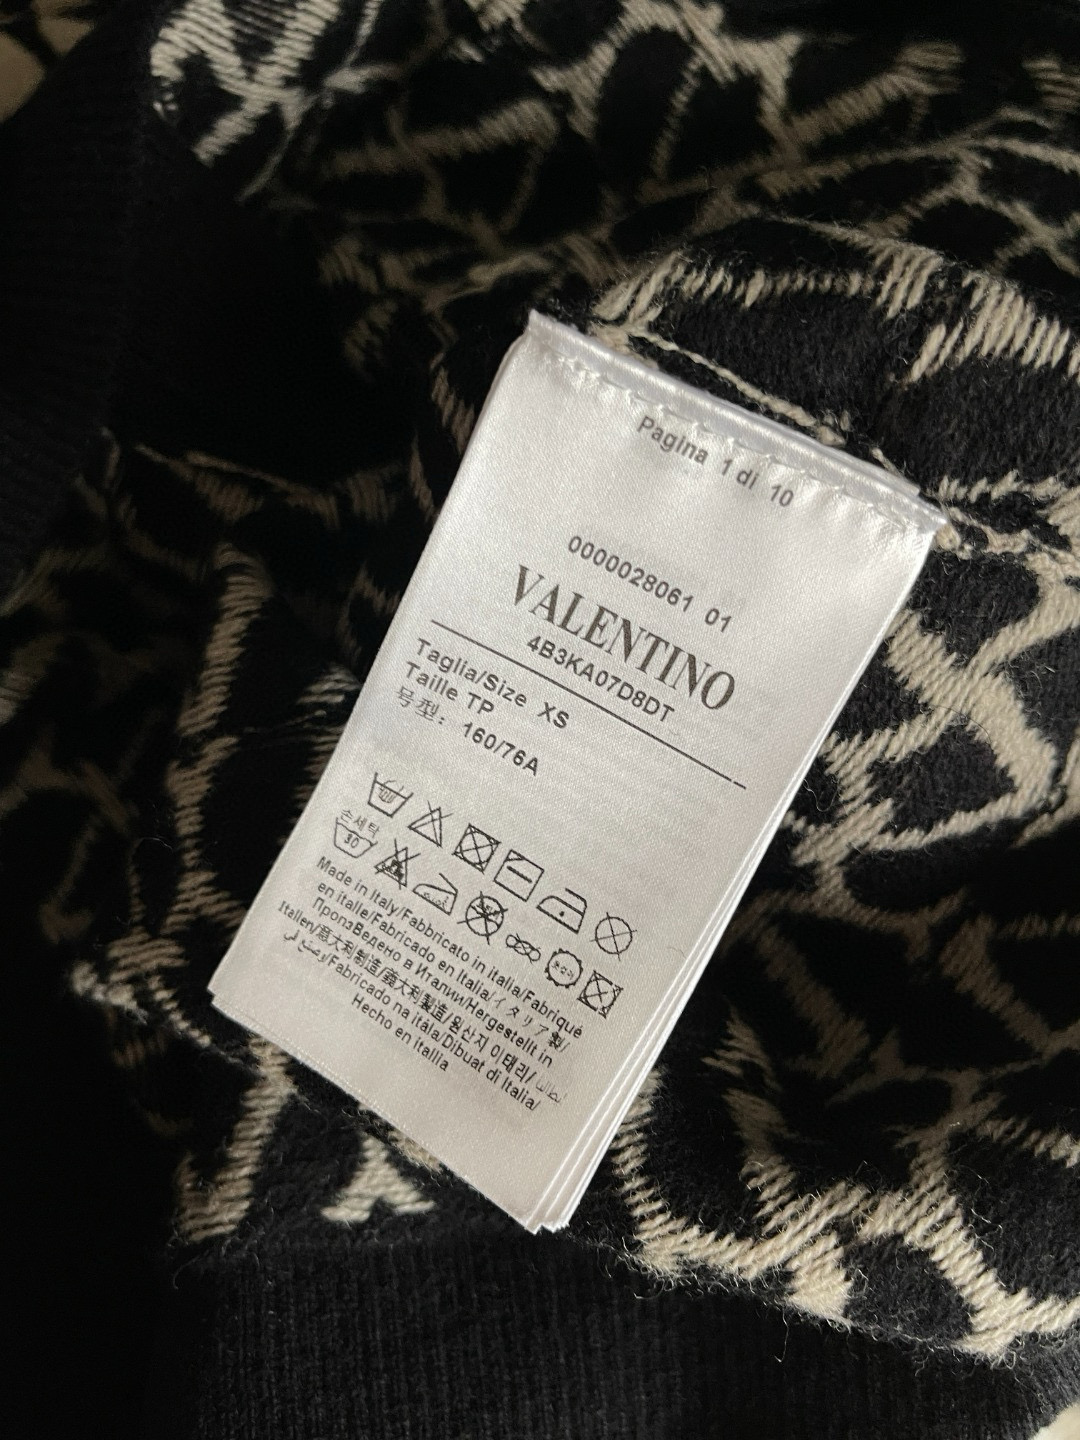 Pagina 1 di 10
0000028061 01
VALENTINO
4B3KA07D8DT
Taglia/Size XS
Taille TP
号型: 160/76A
손세탁
30
Made in Italy/Fabbricato in Italia/Fabriqué
en italie/Fabricado en Italia/イタリア製/
ПроизВедено в Италии/Hergestellt in
Italien/意大利制造/義大利製造/원산지 이태리/
/Fabricado na itália/Dibuat di Italia/
Hecho en itallia